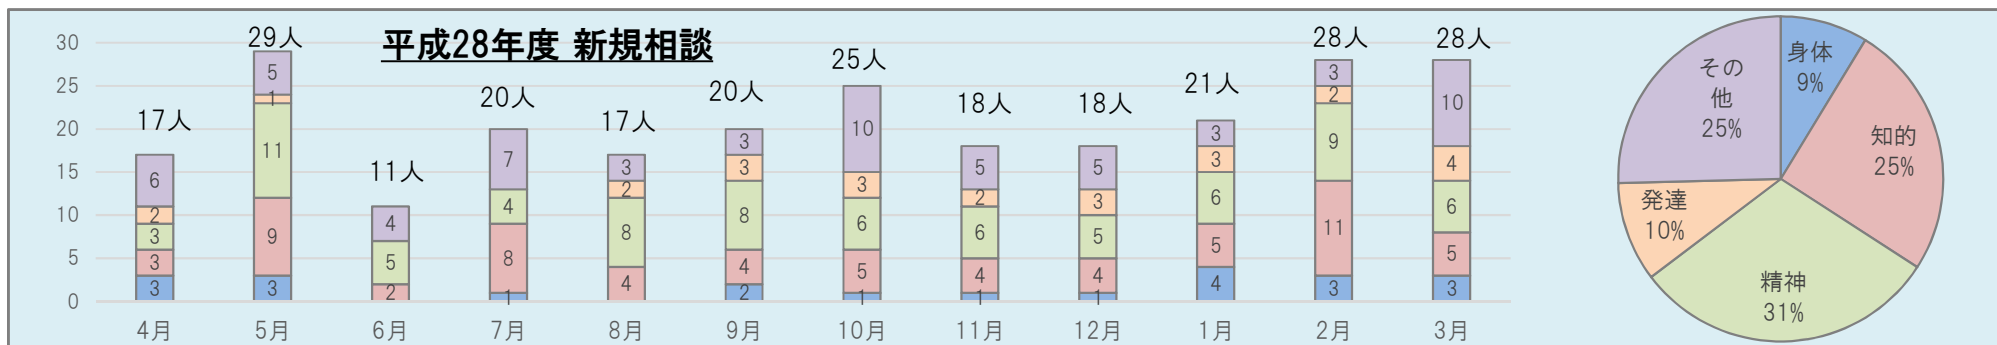 平成28年度 新規相談
30
25
20
15
10
5
0
17人
29人
11人
20人
17人
20人
25人
18人
18人
21人
28人
28人
6
2
3
3
3
5
1
11
9
3
4
5
2
7
4
8
1
3
2
8
4
3
3
8
4
2
10
3
6
5
1
5
2
6
4
1
5
3
5
4
1
3
3
6
5
4
3
2
9
11
3
10
4
6
5
3
4月
5月
6月
7月
8月
9月
10月
11月
12月
1月
2月
3月
身体
9%
知的
25%
精神
31%
発達
10%
その
他
25%